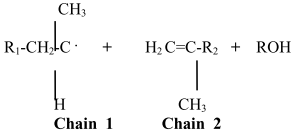 CH3
R1-CH2-C· + H2C=C-R2 + ROH
H CH3
Chain 1 Chain 2